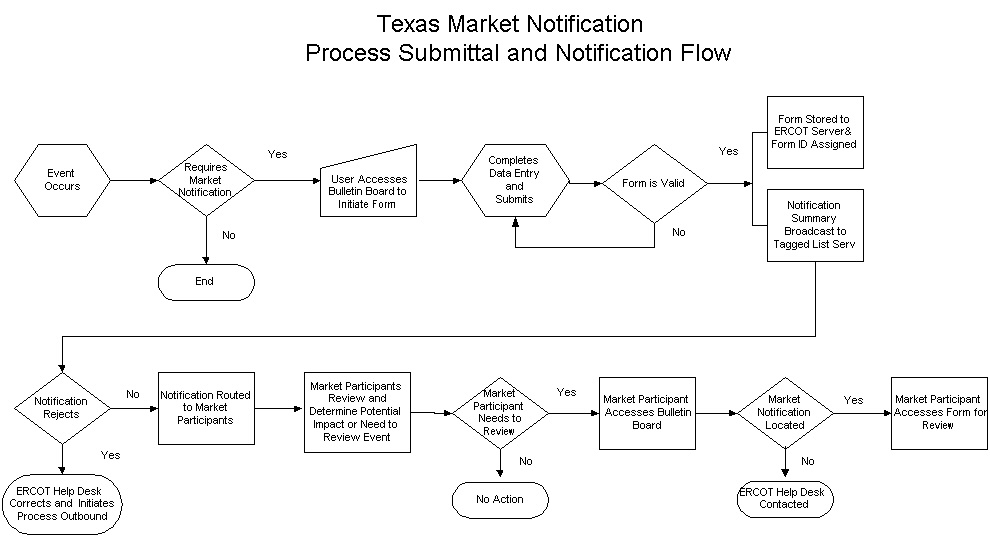 Texas Market Notification
Process Submittal and Notification Flow
Event
Occurs
Requires
Market
Notification
Yes
No
End
User Accesses
Bulletin Board to
Initiate Form
Completes
Data Entry
and
Submits
Form is Valid
Yes
No
Form Stored to
ERCOT Server&
Form ID Assigned
Notification
Summary
Broadcast to
Tagged List Serv
Notification
Rejects
No
Yes
ERCOT Help Desk
Corrects and Initiates
Process Outbound
Notification Routed
to Market
Participants
Market Participants
Review and
Determine Potential
Impact or Need to
Review Event
Market
Participant
Needs to
Review
Yes
No
No Action
Market Participant
Accesses Bulletin
Board
Market
Notification
Located
Yes
No
ERCOT Help Desk
Contacted
Market Participant
Accesses Form for
Review